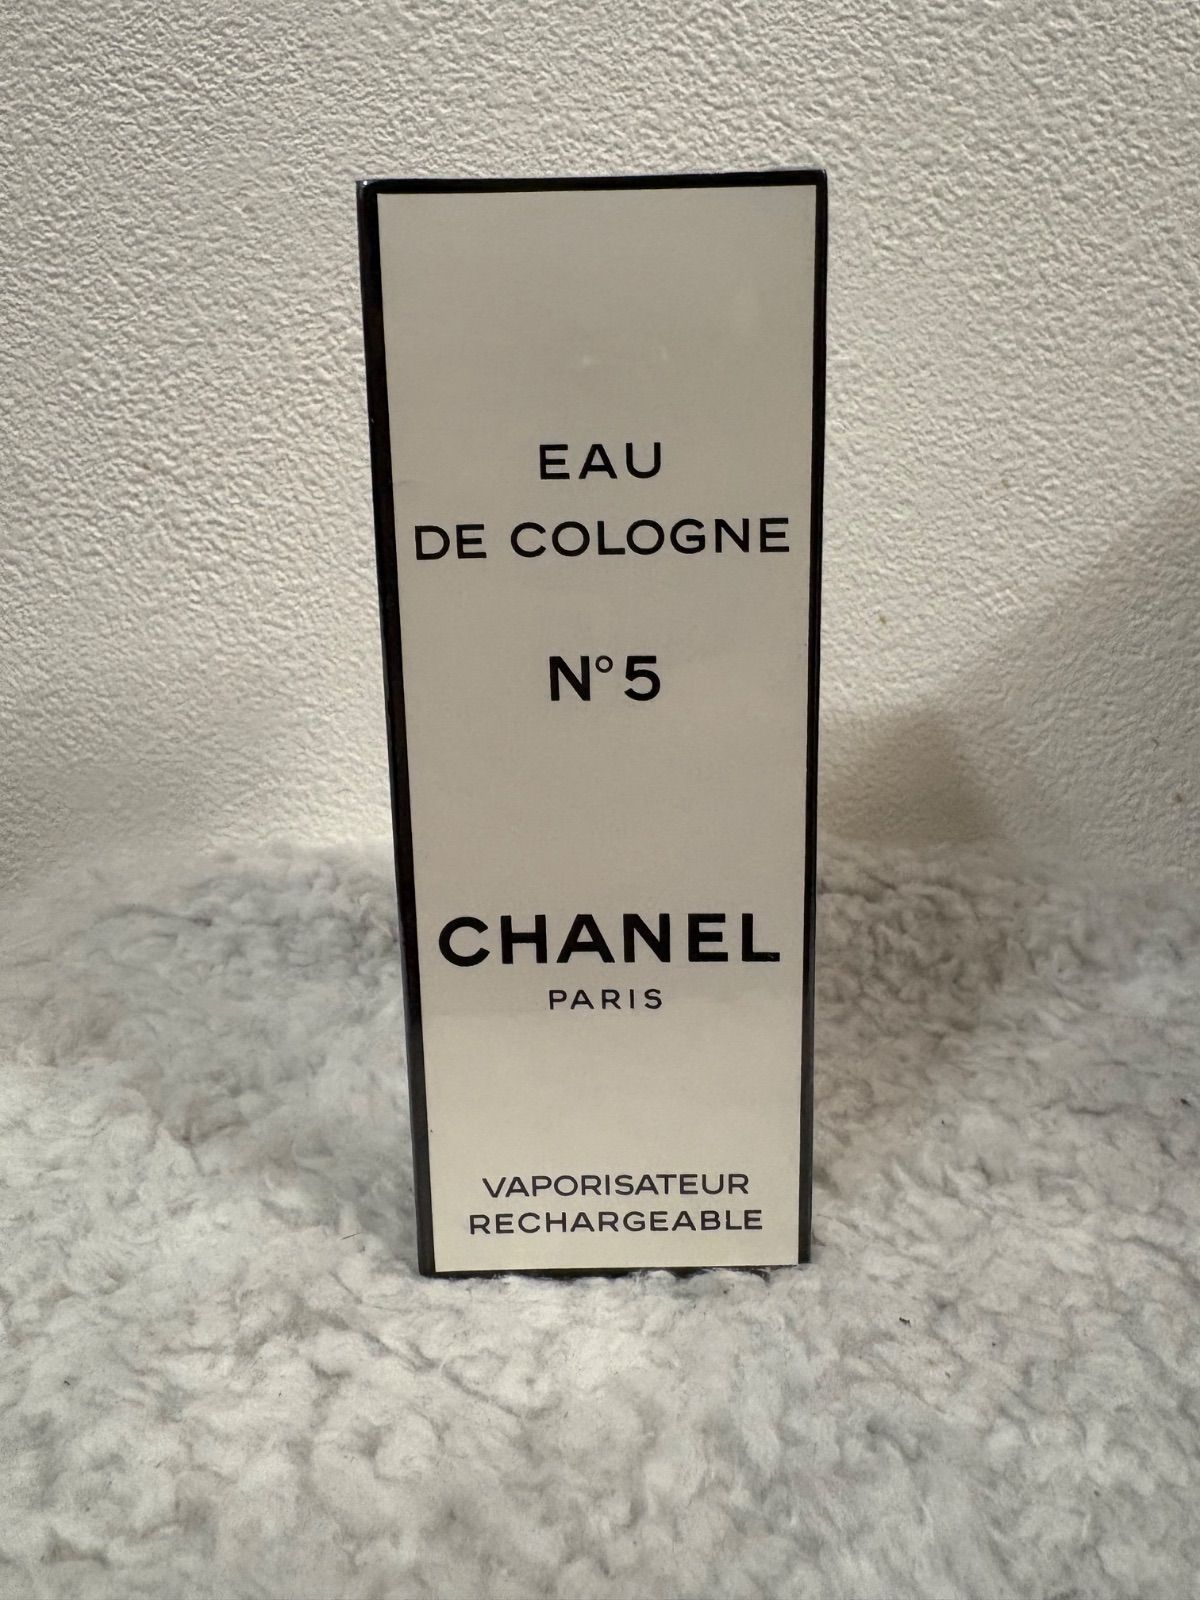 EAU
DE COLOGNE
N°5
CHANEL
PARIS
VAPORISATEUR
RECHARGEABLE